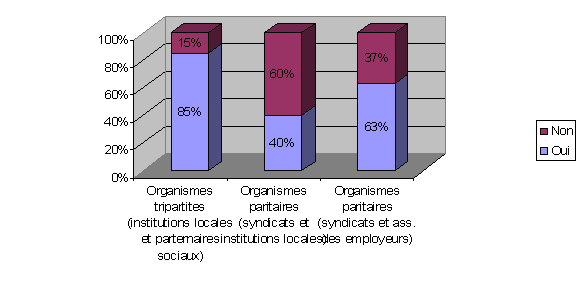 100%
80%
60%
40%
20%
0%
15%
85%
60%
40%
37%
63%
Organismes
tripartites
(institutions locales
et partenaires
sociaux)
Organismes
paritaires
(syndicats et
institutions locales)
Organismes
paritaires
(syndicats et ass.
des employeurs)
Non
Oui